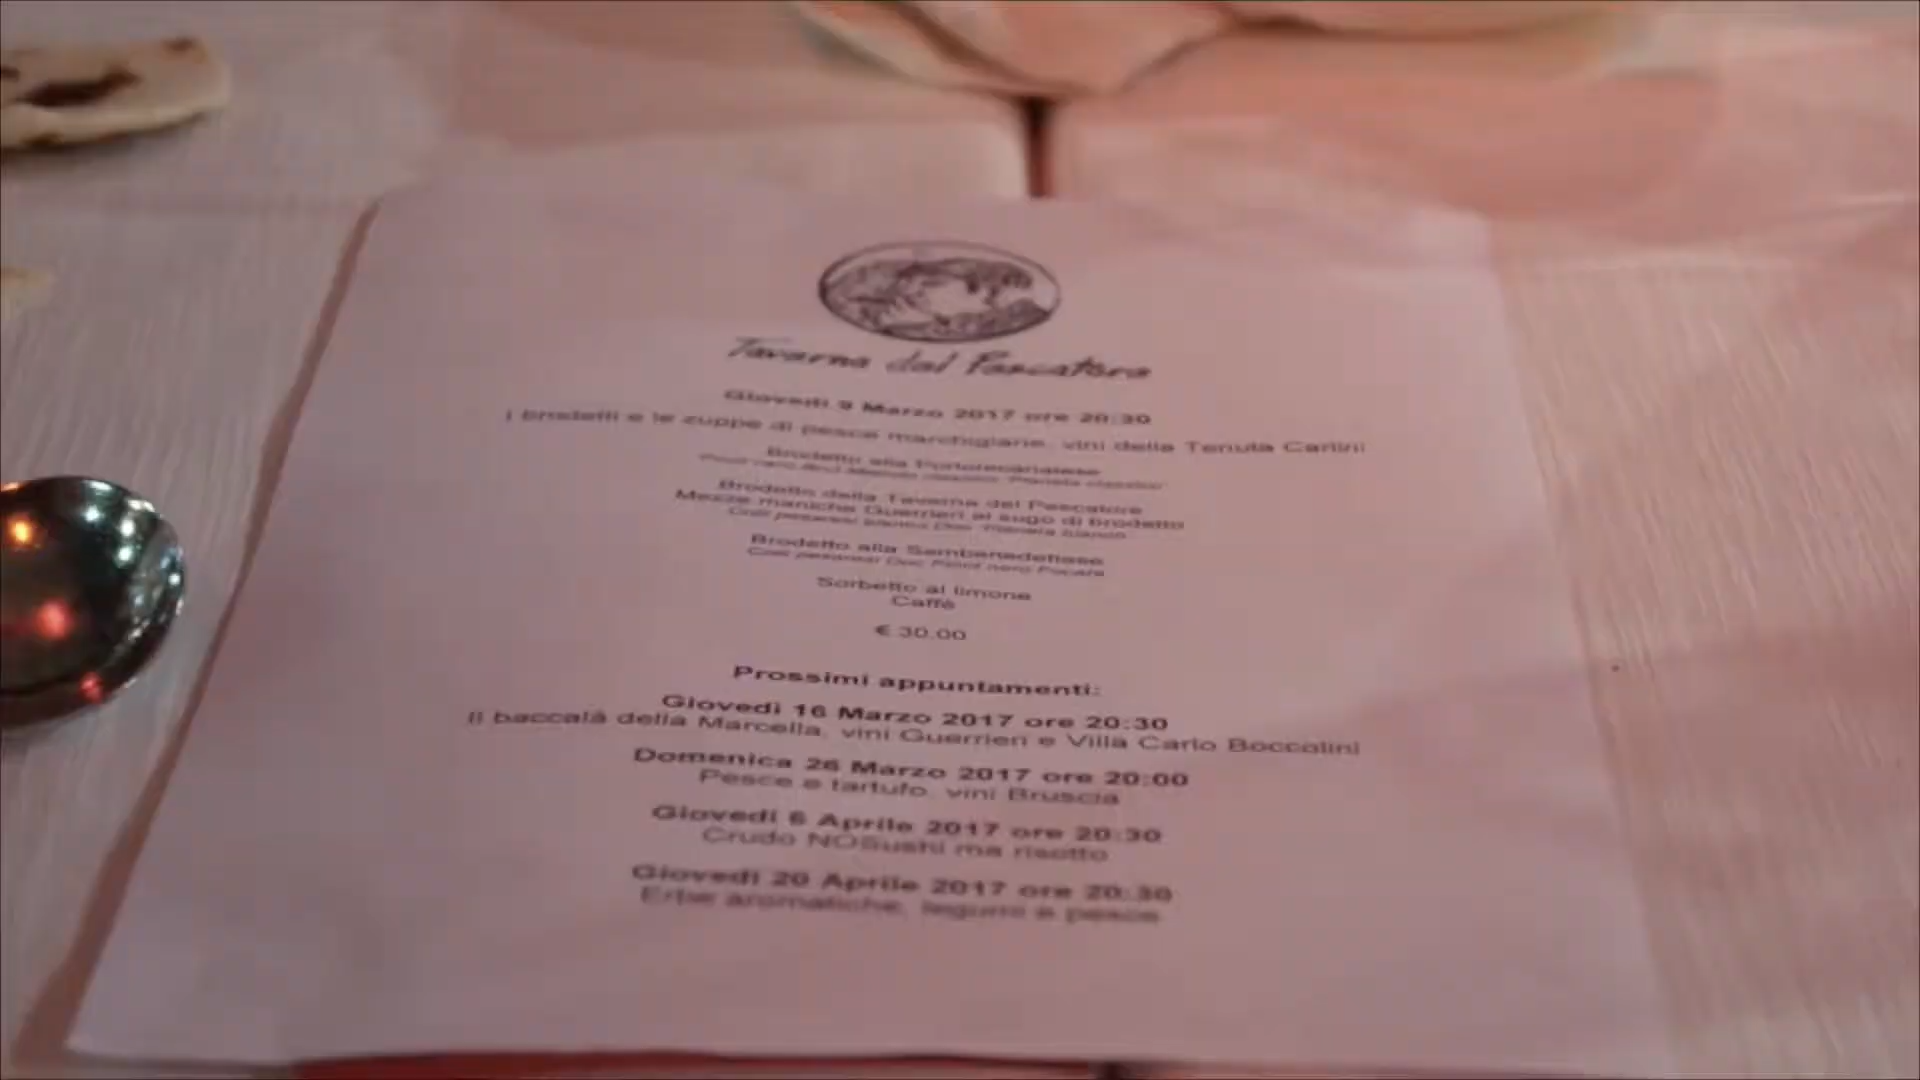 Taverna del Pescatore
Giovedì 9 Marzo 2017 ore 20:30
I brodetti e le zuppe di pesce marchigiane, vini della Tenuta Carlini
Brodetto alla Portorecanatese
Brodetto della Taverna del Pescatore
Mezze maniche Guerrieri al sugo di brodetto
Brodetto alla Sambenedettese
Sorbetto al limone
Caffè
€ 30.00
Prossimi appuntamenti:
Giovedì 16 Marzo 2017 ore 20:30
Il baccalà della Marcella, vini Guerrieri e Villa Carlo Boccolini
Domenica 26 Marzo 2017 ore 20:00
Pesce e tartufo, vini Bruscia
Giovedì 6 Aprile 2017 ore 20:30
Crudo NOSushi ma risotto
Giovedì 20 Aprile 2017 ore 20:30
Erbe aromatiche, legumi e pesce